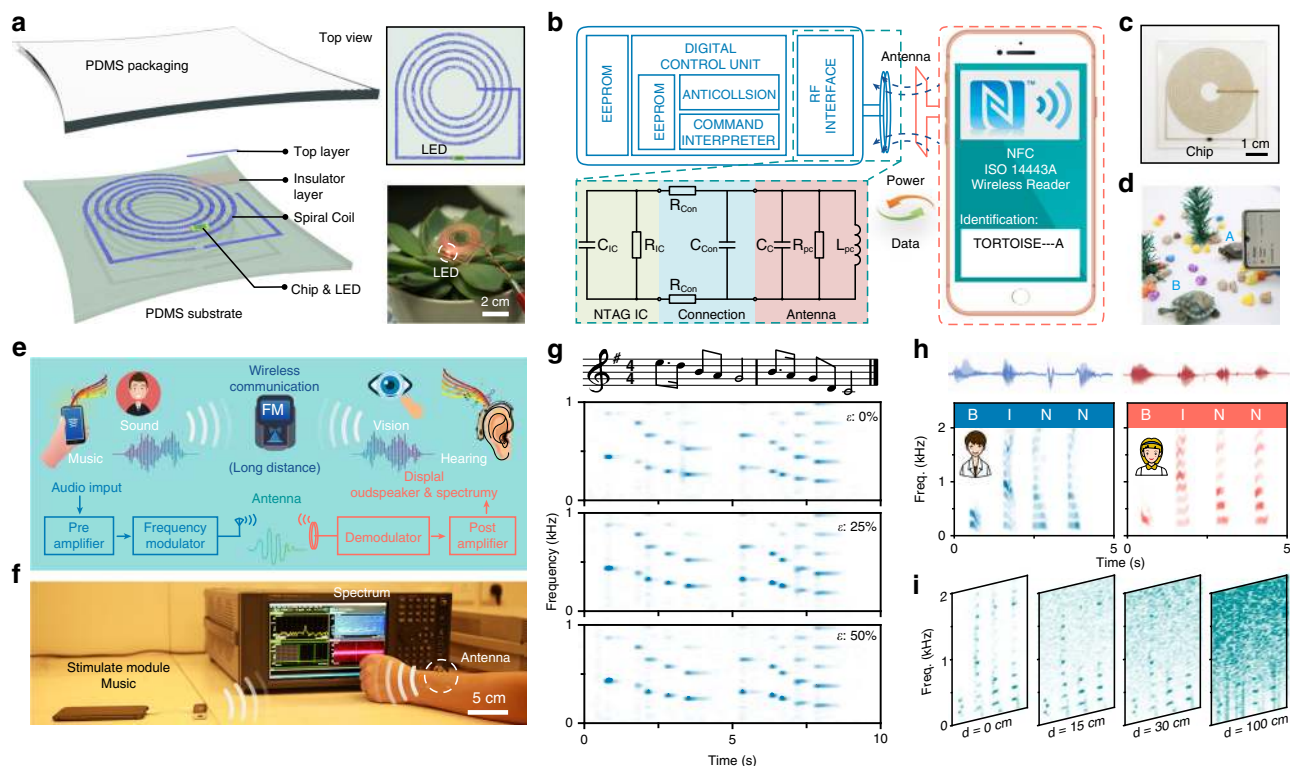 a
Top view
PDMS packaging
LED
Top layer
Insulator
layer
Spiral Coil
Chip & LED
PDMS substrate
LED
2 cm
b
EEPROM
DIGITAL
CONTROL UNIT
EEPROM
ANTICOLLSION
COMMAND
INTERPRETER
RF
INTERFACE
Antenna
Power
Data
TM
NFC
ISO 14443A
Wireless Reader
Identification:
TORTOISE---A
C_IC
R_IC
R_Con
C_Con
R_Con
C_C
R_pc
L_pc
NTAG IC
Connection
Antenna
c
Chip
1 cm
d
A
B
e
Wireless
communication
FM
(Long distance)
Sound
Music
Vision
Hearing
Audio imput
Antenna
Displal
oudspeaker & spectrumy
Pre
amplifier
Frequency
modulator
Demodulator
Post
amplifier
f
Spectrum
Stimulate module
Music
Antenna
5 cm
g
4
4
1
ε: 0%
0
1
ε: 25%
0
1
ε: 50%
0
Frequency (kHz)
0
5
10
Time (s)
h
B I N N
B I N N
2
1
0
Freq. (kHz)
0
5
0
5
Time (s)
i
2
1
0
Freq. (kHz)
d = 0 cm
d = 15 cm
d = 30 cm
d = 100 cm